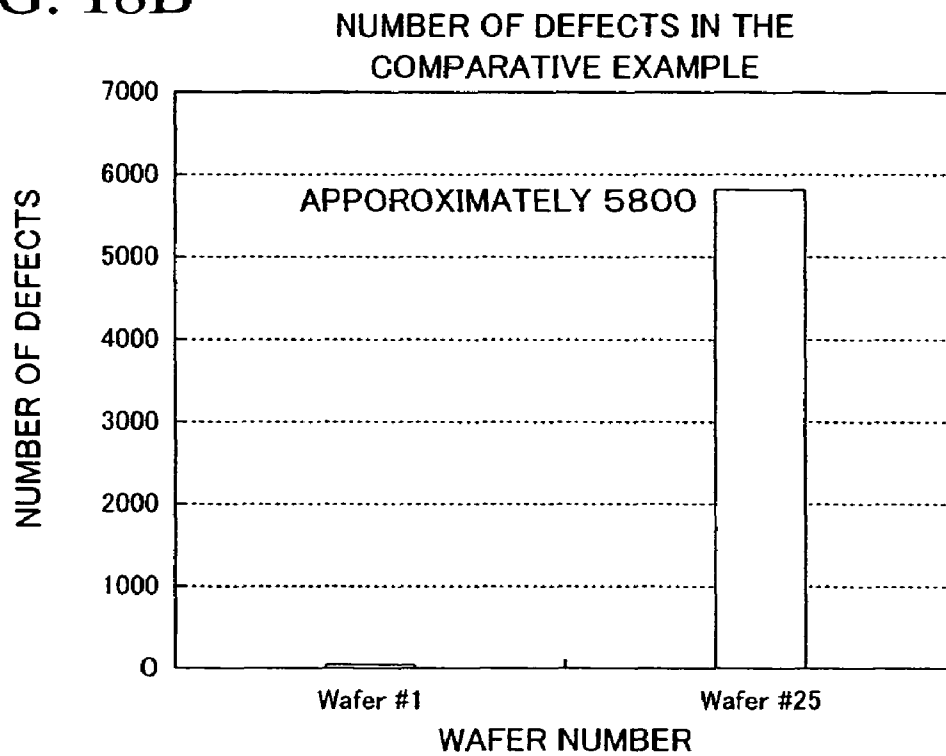 G. 18B
NUMBER OF DEFECTS IN THE
COMPARATIVE EXAMPLE
NUMBER OF DEFECTS
7000
6000
5000
4000
3000
2000
1000
0
APPOROXIMATELY 5800
Wafer #1
Wafer #25
WAFER NUMBER